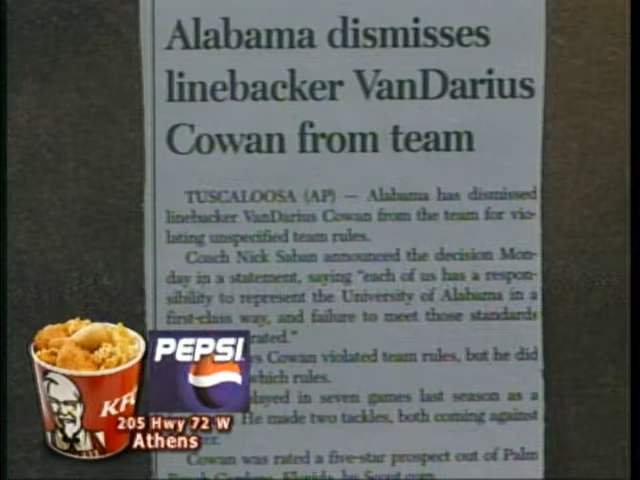 Alabama dismisses
linebacker VanDarius
Cowan from team
TUSCALOOSA (AP) — Alabama has dismissed
linebacker VanDarius Cowan from the team for vio-
lating unspecified team rules.
Coach Nick Saban announced the decision Mon-
day in a statement, saying "each of us has a respon-
sibility to represent the University of Alabama in a
first-class way, and failure to meet those standards
rated."
s Cowan violated team rules, but he did
which rules.
layed in seven games last season as a
He made two tackles, both coming against
er.
Cowan was rated a five-star prospect out of Palm
PEPSI
KFC
205 Hwy 72 W
Athens